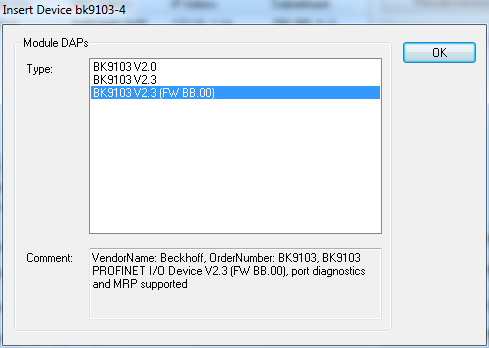 Insert Device bk9103-4
Module DAPs
OK
Type:
BK9103 V2.0
BK9103 V2.3
BK9103 V2.3 (FW BB.00)
Comment:
VendorName: Beckhoff, OrderNumber: BK9103, BK9103
PROFINET I/O Device V2.3 (FW BB.00), port diagnostics
and MRP supported